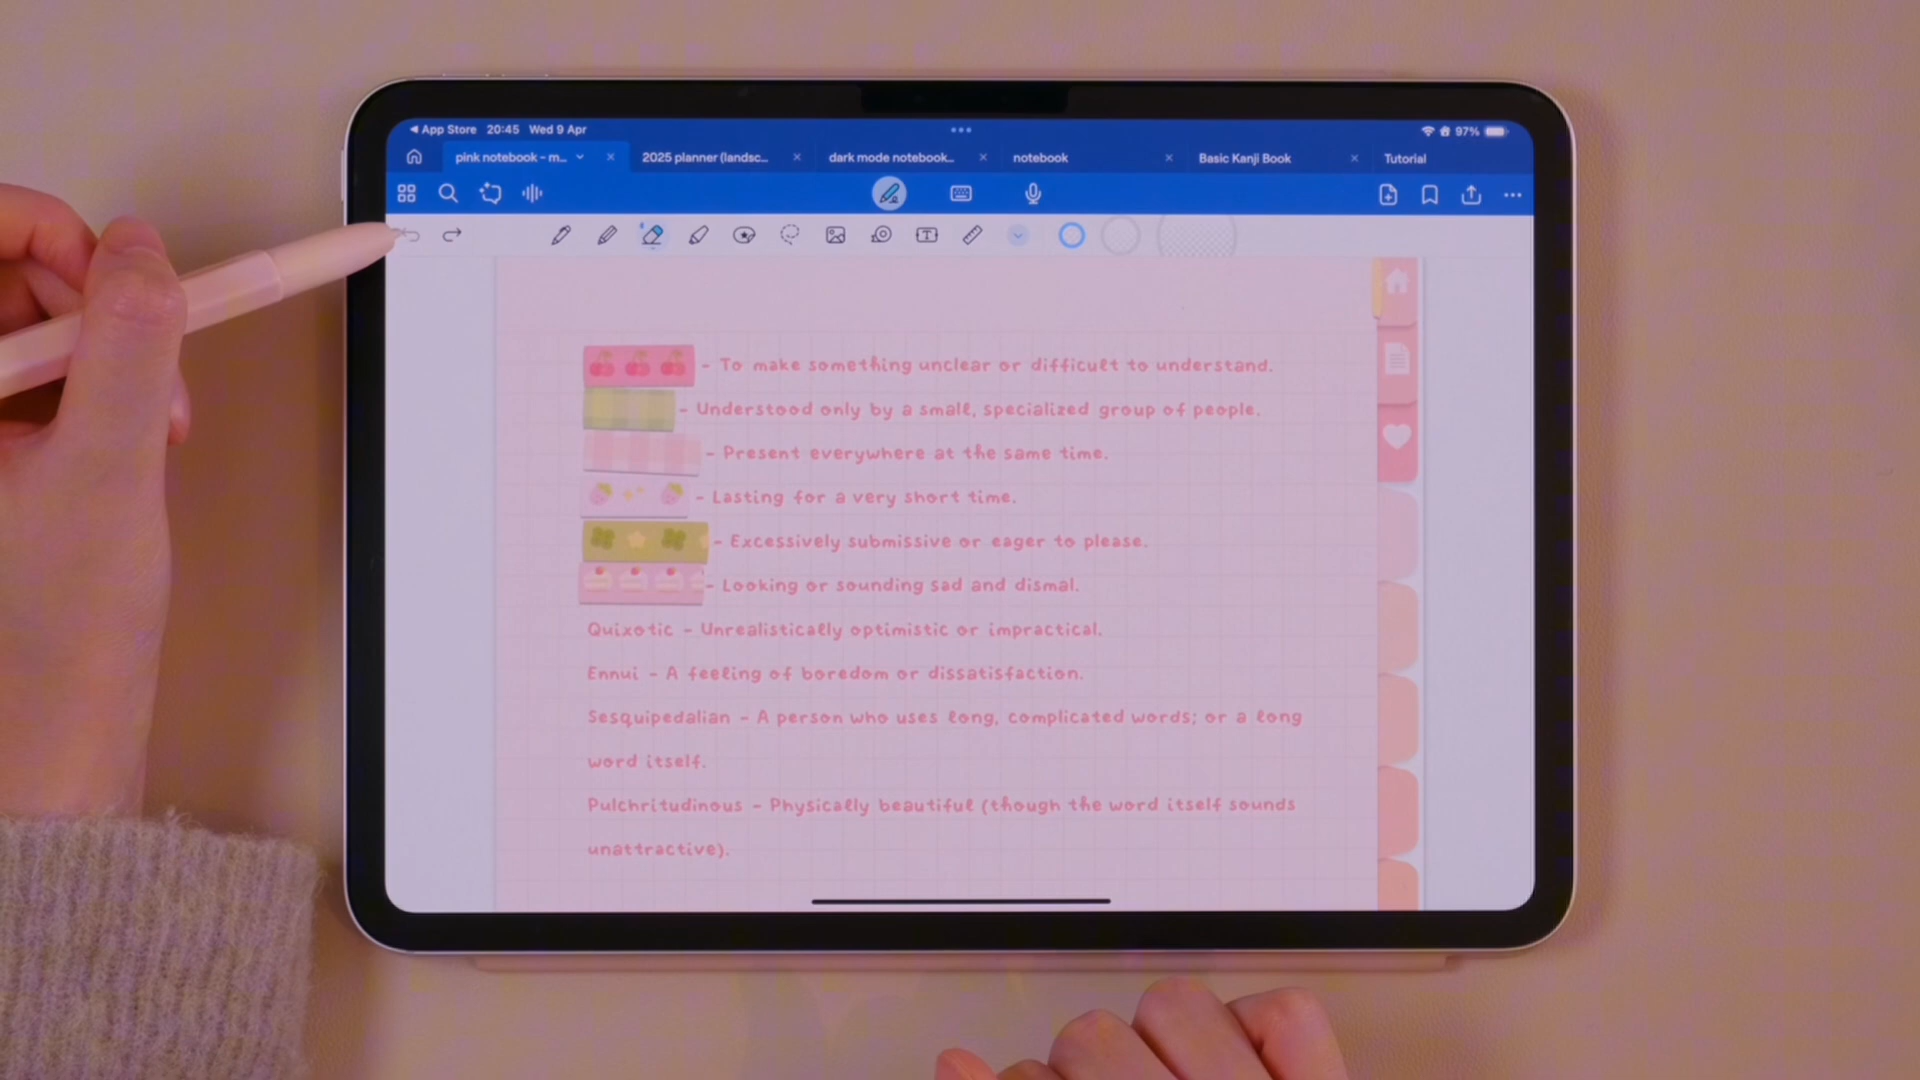 App Store 20:45 Wed 9 Apr 97%
pink notebook - m... 2025 planner (landsc... dark mode notebook... notebook Basic Kanji Book Tutorial
- To make something unclear or difficult to understand.
- Understood only by a small, specialized group of people.
- Present everywhere at the same time.
- Lasting for a very short time.
- Excessively submissive or eager to please.
- Looking or sounding sad and dismal.
Quixotic - Unrealistically optimistic or impractical.
Ennui - A feeling of boredom or dissatisfaction.
Sesquipedalian - A person who uses long, complicated words; or a long
word itself.
Pulchritudinous - Physically beautiful (though the word itself sounds
unattractive).